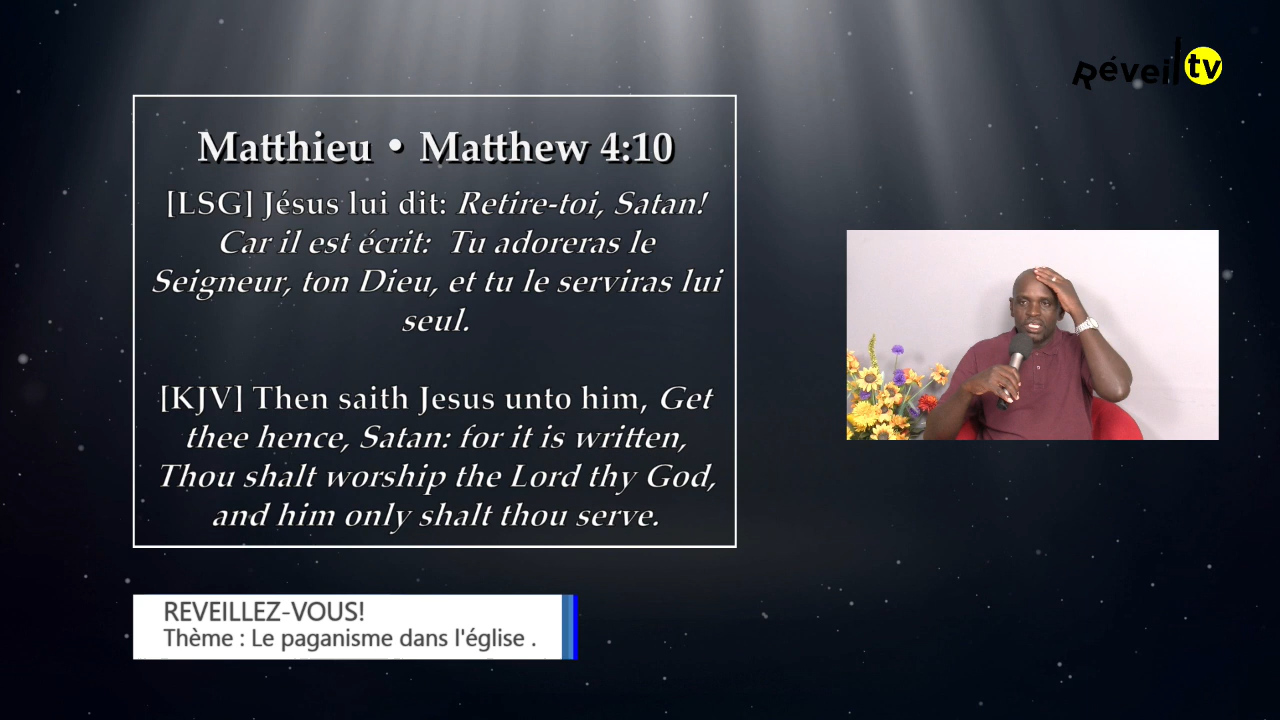 Réveil tv
Matthieu • Matthew 4:10
[LSG] Jésus lui dit: Retire-toi, Satan!
Car il est écrit: Tu adoreras le
Seigneur, ton Dieu, et tu le serviras lui
seul.
[KJV] Then saith Jesus unto him, Get
thee hence, Satan: for it is written,
Thou shalt worship the Lord thy God,
and him only shalt thou serve.
REVEILLEZ-VOUS!
Thème : Le paganisme dans l'église .